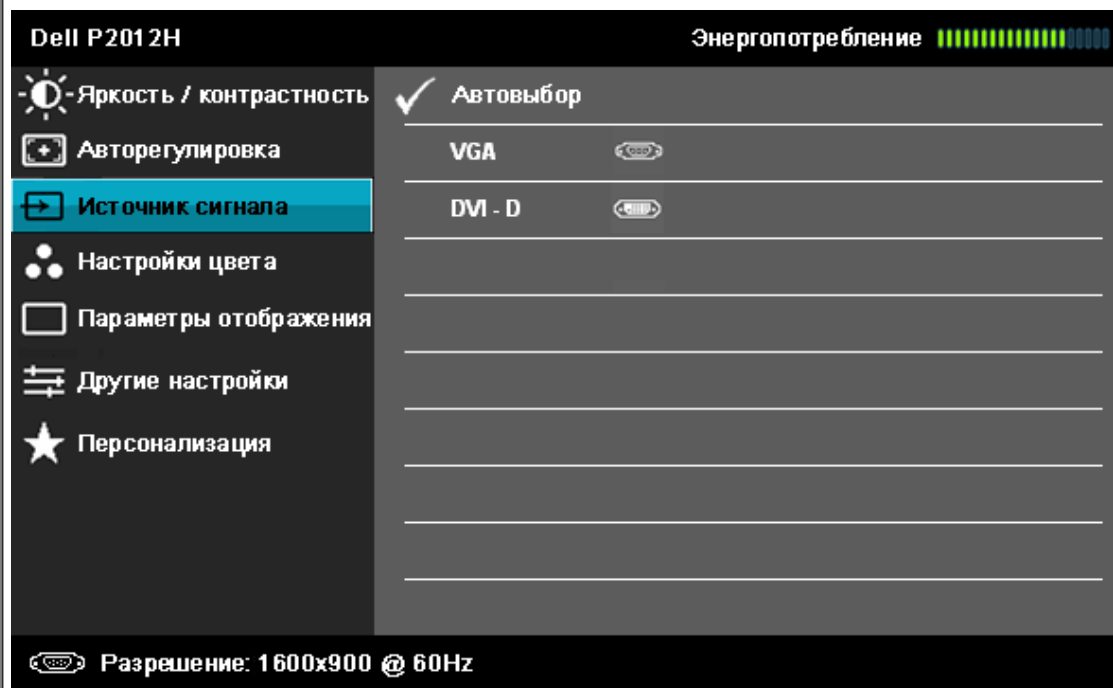 Dell P2012H
Энергопотребление
Яркость / контрастность
Автовыбор
Авторегулировка
VGA
Источник сигнала
DVI - D
Настройки цвета
Параметры отображения
Другие настройки
Персонализация
Разрешение: 1600x900 @ 60Hz